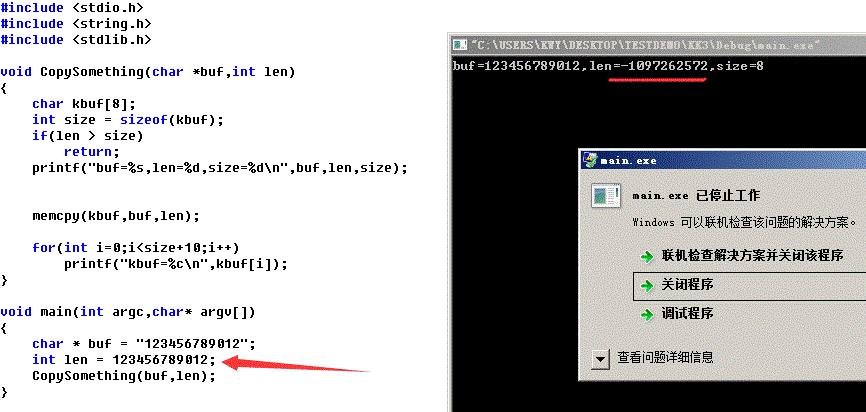 #include <stdio.h>
#include <string.h>
#include <stdlib.h>
void CopySomething(char *buf,int len)
{
    char kbuf[8];
    int size = sizeof(kbuf);
    if(len > size)
        return;
    printf("buf=%s,len=%d,size=%d\n",buf,len,size);
    memcpy(kbuf,buf,len);
    for(int i=0;i<size+10;i++)
        printf("kbuf=%c\n",kbuf[i]);
}
void main(int argc,char* argv[])
{
    char * buf = "123456789012";
    int len = 123456789012;
    CopySomething(buf,len);
}
"C:\USERS\KWY\DESKTOP\TESTDEMO\KK3\Debug\main.exe"
buf=123456789012,len=-1097262572,size=8
main.exe
main.exe 已停止工作
Windows 可以联机检查该问题的解决方案。
联机检查解决方案并关闭该程序
关闭程序
调试程序
查看问题详细信息